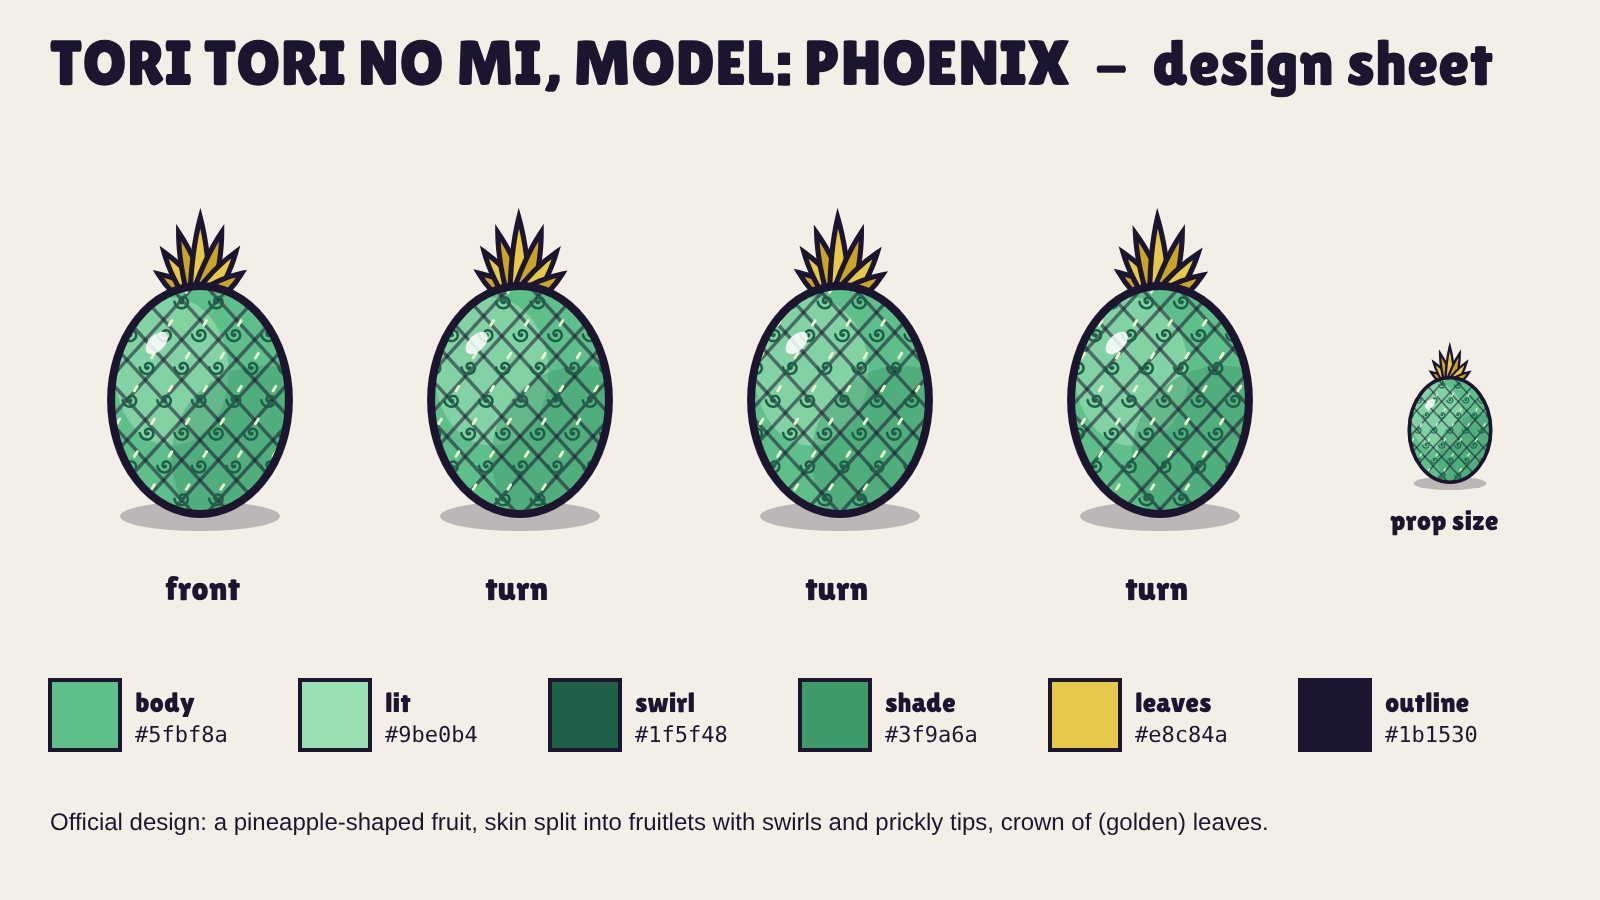 TORI TORI NO MI, MODEL: PHOENIX – design sheet
prop size
front
turn
turn
turn
body
#5fbf8a
lit
#9be0b4
swirl
#1f5f48
shade
#3f9a6a
leaves
#e8c84a
outline
#1b1530
Official design: a pineapple-shaped fruit, skin split into fruitlets with swirls and prickly tips, crown of (golden) leaves.